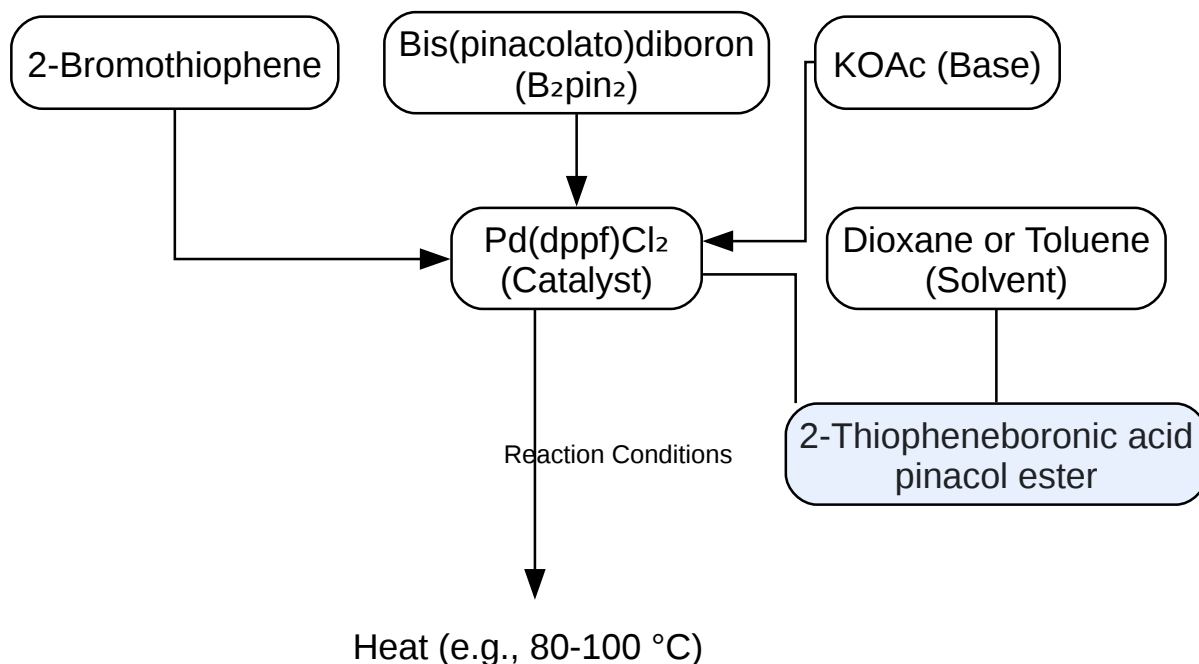 2-Bromothiophene
Bis(pinacolato)diboron
(B₂pin₂)
KOAc (Base)
Pd(dppf)Cl₂
(Catalyst)
Dioxane or Toluene
(Solvent)
2-Thiopheneboronic acid
pinacol ester
Reaction Conditions
Heat (e.g., 80-100 °C)